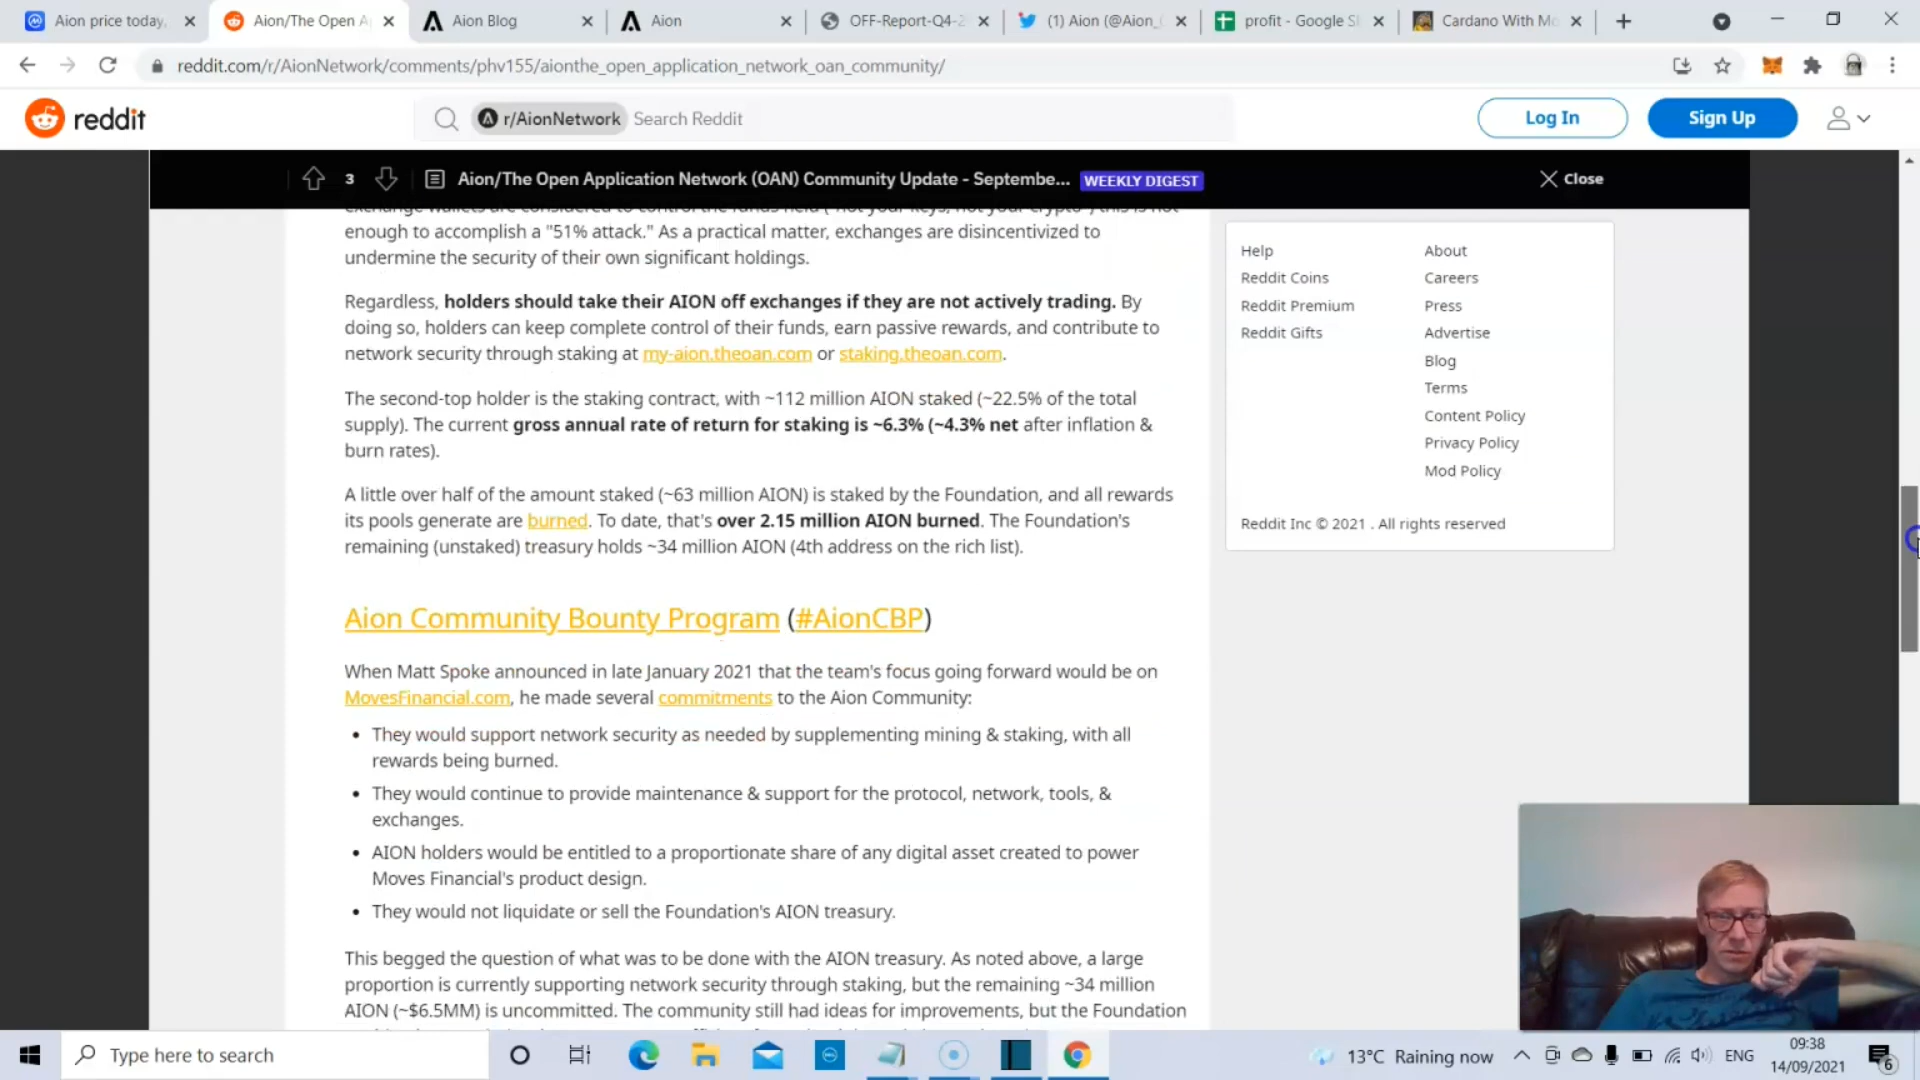 Aion price today,
Aion/The Open A
Aion Blog
Aion
OFF-Report-Q4-2
(1) Aion (@Aion_
profit - Google S
Cardano With Mo
reddit.com/r/AionNetwork/comments/phv155/aionthe_open_application_network_oan_community/
reddit
r/AionNetwork
Search Reddit
Log In
Sign Up
3
Aion/The Open Application Network (OAN) Community Update - Septembe...
WEEKLY DIGEST
Close
exchange wallets are considered to control the funds held ("not your keys, not your crypto") this is not
enough to accomplish a "51% attack." As a practical matter, exchanges are disincentivized to
undermine the security of their own significant holdings.
Regardless, holders should take their AION off exchanges if they are not actively trading. By
doing so, holders can keep complete control of their funds, earn passive rewards, and contribute to
network security through staking at my-aion.theoan.com or staking.theoan.com.
The second-top holder is the staking contract, with ~112 million AION staked (~22.5% of the total
supply). The current gross annual rate of return for staking is ~6.3% (~4.3% net after inflation &
burn rates).
A little over half of the amount staked (~63 million AION) is staked by the Foundation, and all rewards
its pools generate are burned. To date, that's over 2.15 million AION burned. The Foundation's
remaining (unstaked) treasury holds ~34 million AION (4th address on the rich list).
Aion Community Bounty Program (#AionCBP)
When Matt Spoke announced in late January 2021 that the team's focus going forward would be on
MovesFinancial.com, he made several commitments to the Aion Community:
• They would support network security as needed by supplementing mining & staking, with all
rewards being burned.
• They would continue to provide maintenance & support for the protocol, network, tools, &
exchanges.
• AION holders would be entitled to a proportionate share of any digital asset created to power
Moves Financial's product design.
• They would not liquidate or sell the Foundation's AION treasury.
This begged the question of what was to be done with the AION treasury. As noted above, a large
proportion is currently supporting network security through staking, but the remaining ~34 million
AION (~$6.5MM) is uncommitted. The community still had ideas for improvements, but the Foundation
Help
Reddit Coins
Reddit Premium
Reddit Gifts
About
Careers
Press
Advertise
Blog
Terms
Content Policy
Privacy Policy
Mod Policy
Reddit Inc © 2021 . All rights reserved
Type here to search
13°C Raining now
ENG
09:38
14/09/2021
6